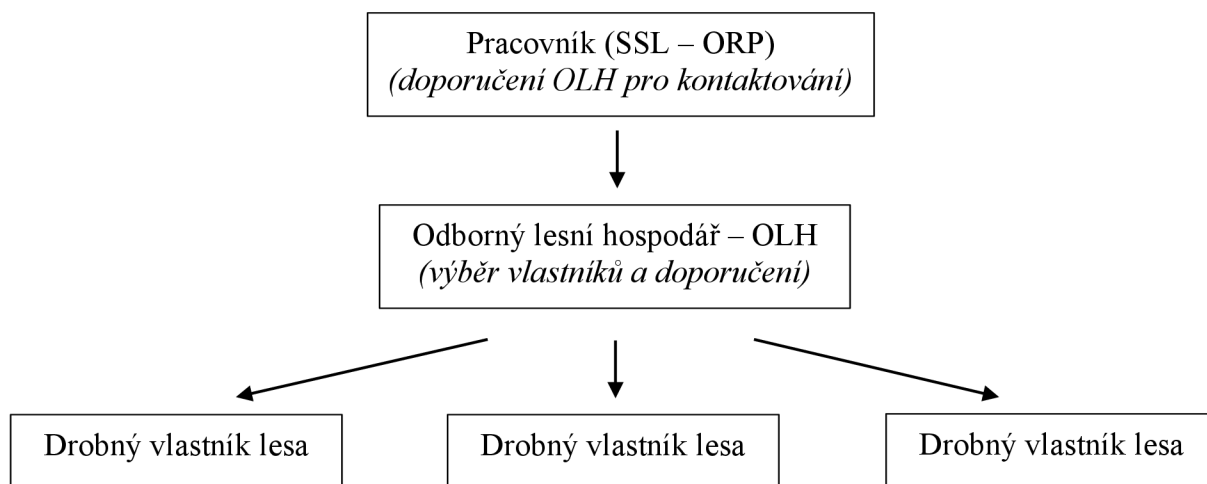 Pracovník (SSL – ORP)
(doporučení OLH pro kontaktování)
Odborný lesní hospodář – OLH
(výběr vlastníků a doporučení)
Drobný vlastník lesa
Drobný vlastník lesa
Drobný vlastník lesa